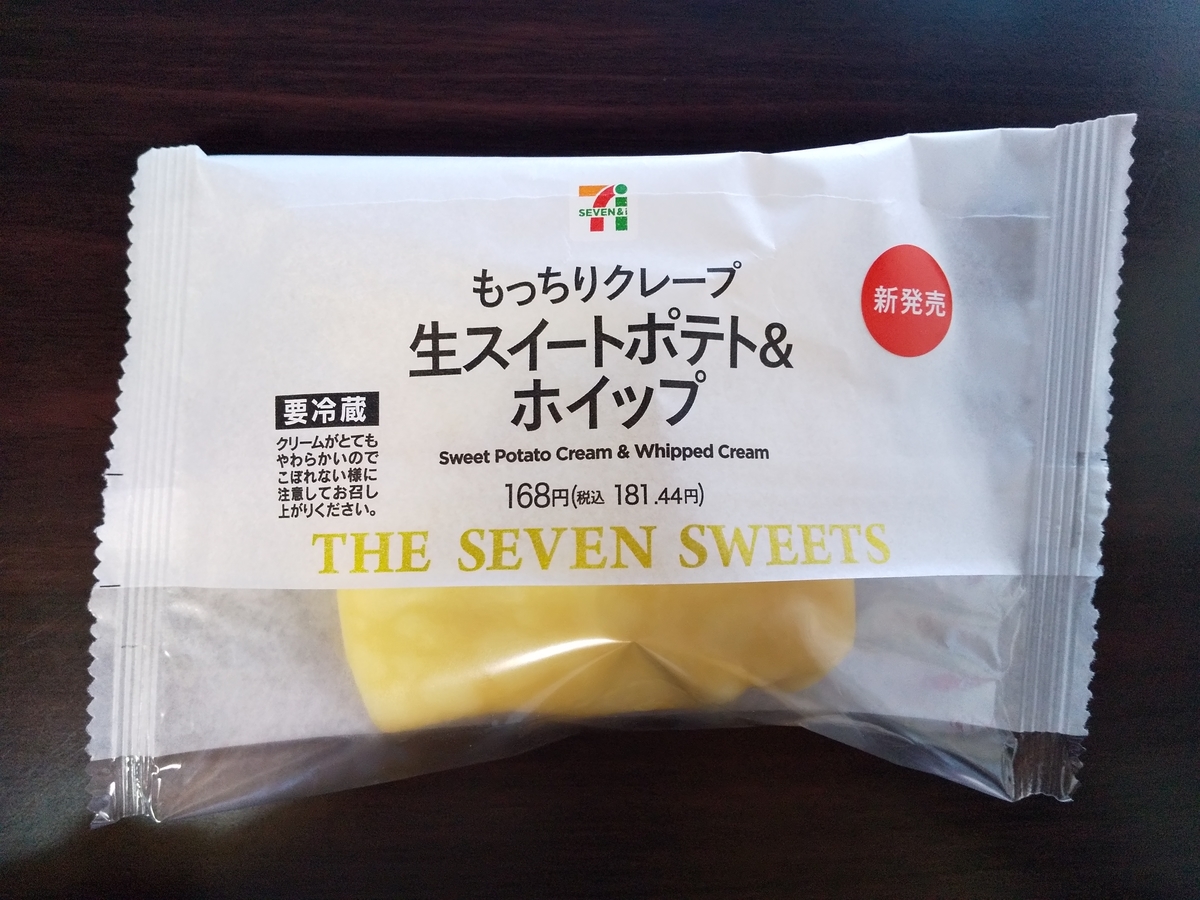 SEVEN&i
もっちりクレープ
生スイートポテト&
ホイップ
新発売
要冷蔵
クリームがとても
やわらかいので
こぼれない様に
注意してお召し
上がりください。
Sweet Potato Cream & Whipped Cream
168円(税込 181.44円)
THE SEVEN SWEETS